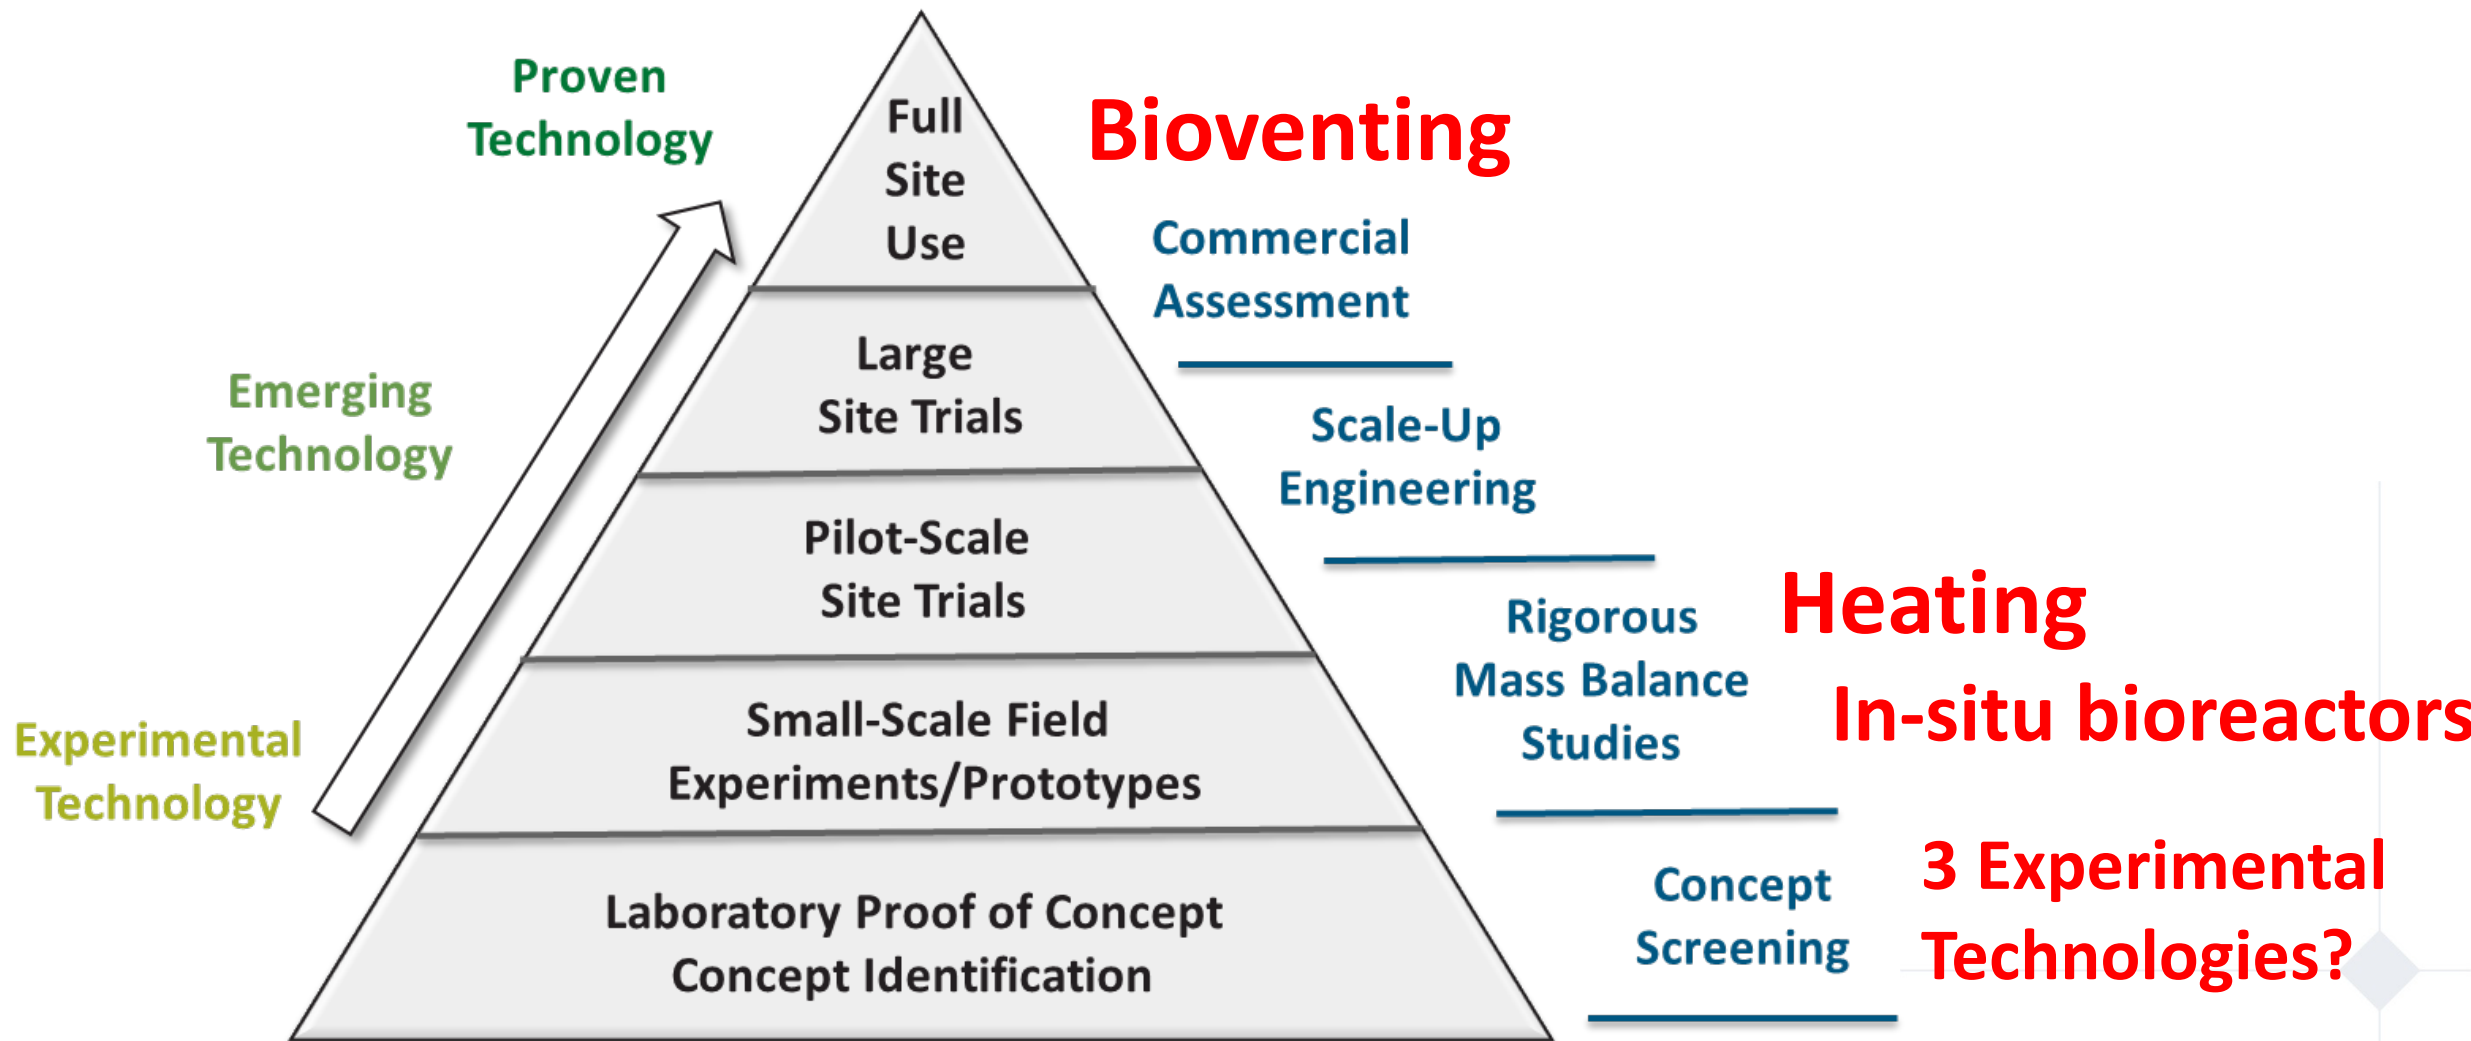 Proven
Technology
Emerging
Technology
Experimental
Technology
Full
Site
Use
Large
Site Trials
Pilot-Scale
Site Trials
Small-Scale Field
Experiments/Prototypes
Laboratory Proof of Concept
Concept Identification
Bioventing
Commercial
Assessment
Scale-Up
Engineering
Rigorous
Mass Balance
Studies
Heating
In-situ bioreactors
Concept
Screening
3 Experimental
Technologies?